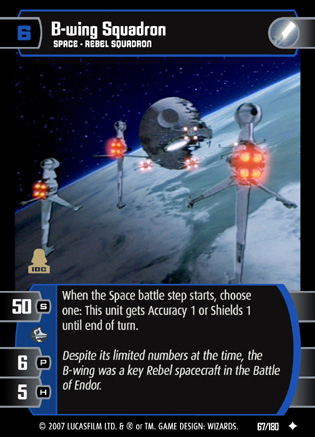 6
B-wing Squadron
SPACE - REBEL SQUADRON
IDC
50 S
When the Space battle step starts, choose
one: This unit gets Accuracy 1 or Shields 1
until end of turn.
6 P
Despite its limited numbers at the time, the
B-wing was a key Rebel spacecraft in the Battle
of Endor.
5 H
© 2007 LUCASFILM LTD. & ® or TM. GAME DESIGN: WIZARDS. 67/180